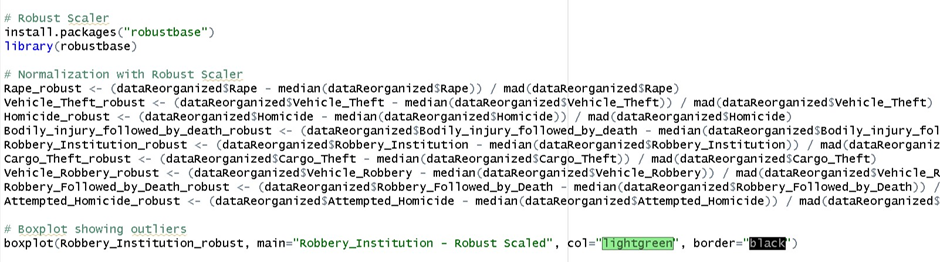 # Robust Scaler
install.packages("robustbase")
library(robustbase)
# Normalization with Robust Scaler
Rape_robust <- (dataReorganized$Rape - median(dataReorganized$Rape)) / mad(dataReorganized$Rape)
Vehicle_Theft_robust <- (dataReorganized$Vehicle_Theft - median(dataReorganized$Vehicle_Theft)) / mad(dataReorganized$Vehicle_Theft)
Homicide_robust <- (dataReorganized$Homicide - median(dataReorganized$Homicide)) / mad(dataReorganized$Homicide)
Bodily_injury_followed_by_death_robust <- (dataReorganized$Bodily_injury_followed_by_death - median(dataReorganized$Bodily_injury_fol
Robbery_Institution_robust <- (dataReorganized$Robbery_Institution - median(dataReorganized$Robbery_Institution)) / mad(dataReorganiz
Cargo_Theft_robust <- (dataReorganized$Cargo_Theft - median(dataReorganized$Cargo_Theft)) / mad(dataReorganized$Cargo_Theft)
Vehicle_Robbery_robust <- (dataReorganized$Vehicle_Robbery - median(dataReorganized$Vehicle_Robbery)) / mad(dataReorganized$Vehicle_R
Robbery_Followed_by_Death_robust <- (dataReorganized$Robbery_Followed_by_Death - median(dataReorganized$Robbery_Followed_by_Death)) /
Attempted_Homicide_robust <- (dataReorganized$Attempted_Homicide - median(dataReorganized$Attempted_Homicide)) / mad(dataReorganized$
# Boxplot showing outliers
boxplot(Robbery_Institution_robust, main="Robbery_Institution - Robust Scaled", col="lightgreen", border="black")